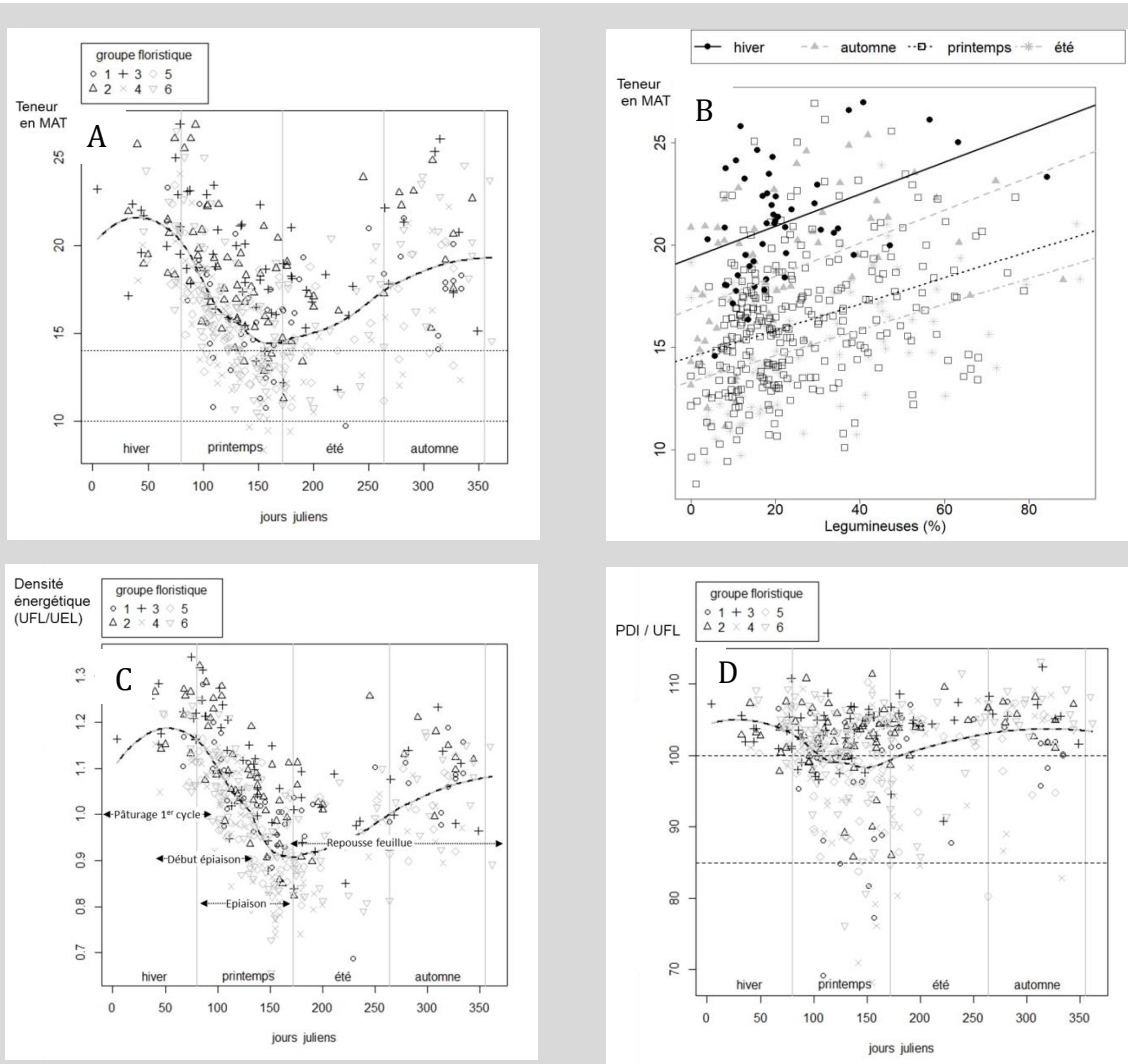 groupe floristique
1 3 5
2 4 6
Teneur
en MAT
A
25
20
15
10
hiver printemps été automne
0 50 100 150 200 250 300 350
jours juliens
hiver automne printemps été
Teneur
en MAT
B
25
20
15
10
0 20 40 60 80
Legumineuses (%)
Densité
énergétique
(UFL/UEL)
groupe floristique
1 3 5
2 4 6
C
1.3
1.2
1.1
1.0
0.9
0.8
0.7
Pâturage 1er cycle
Repousse feuillue
Début épiaison
Epiaison
hiver printemps été automne
0 50 100 150 200 250 300 350
jours juliens
groupe floristique
1 3 5
2 4 6
PDI / UFL
D
110
100
90
80
70
hiver printemps été automne
0 50 100 150 200 250 300 350
jours juliens